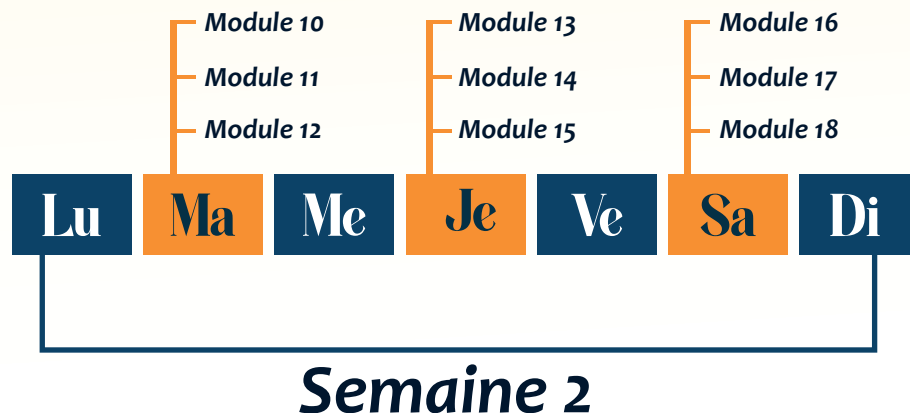 Module 10 Module 13 Module 16
Module 11 Module 14 Module 17
Module 12 Module 15 Module 18
Lu Ma Me Je Ve Sa Di
Semaine 2